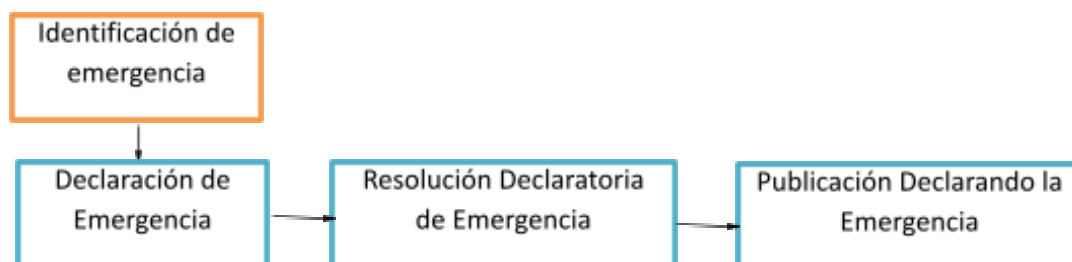 Identificación de
emergencia
Declaración de
Emergencia
Resolución Declaratoria
de Emergencia
Publicación Declarando la
Emergencia